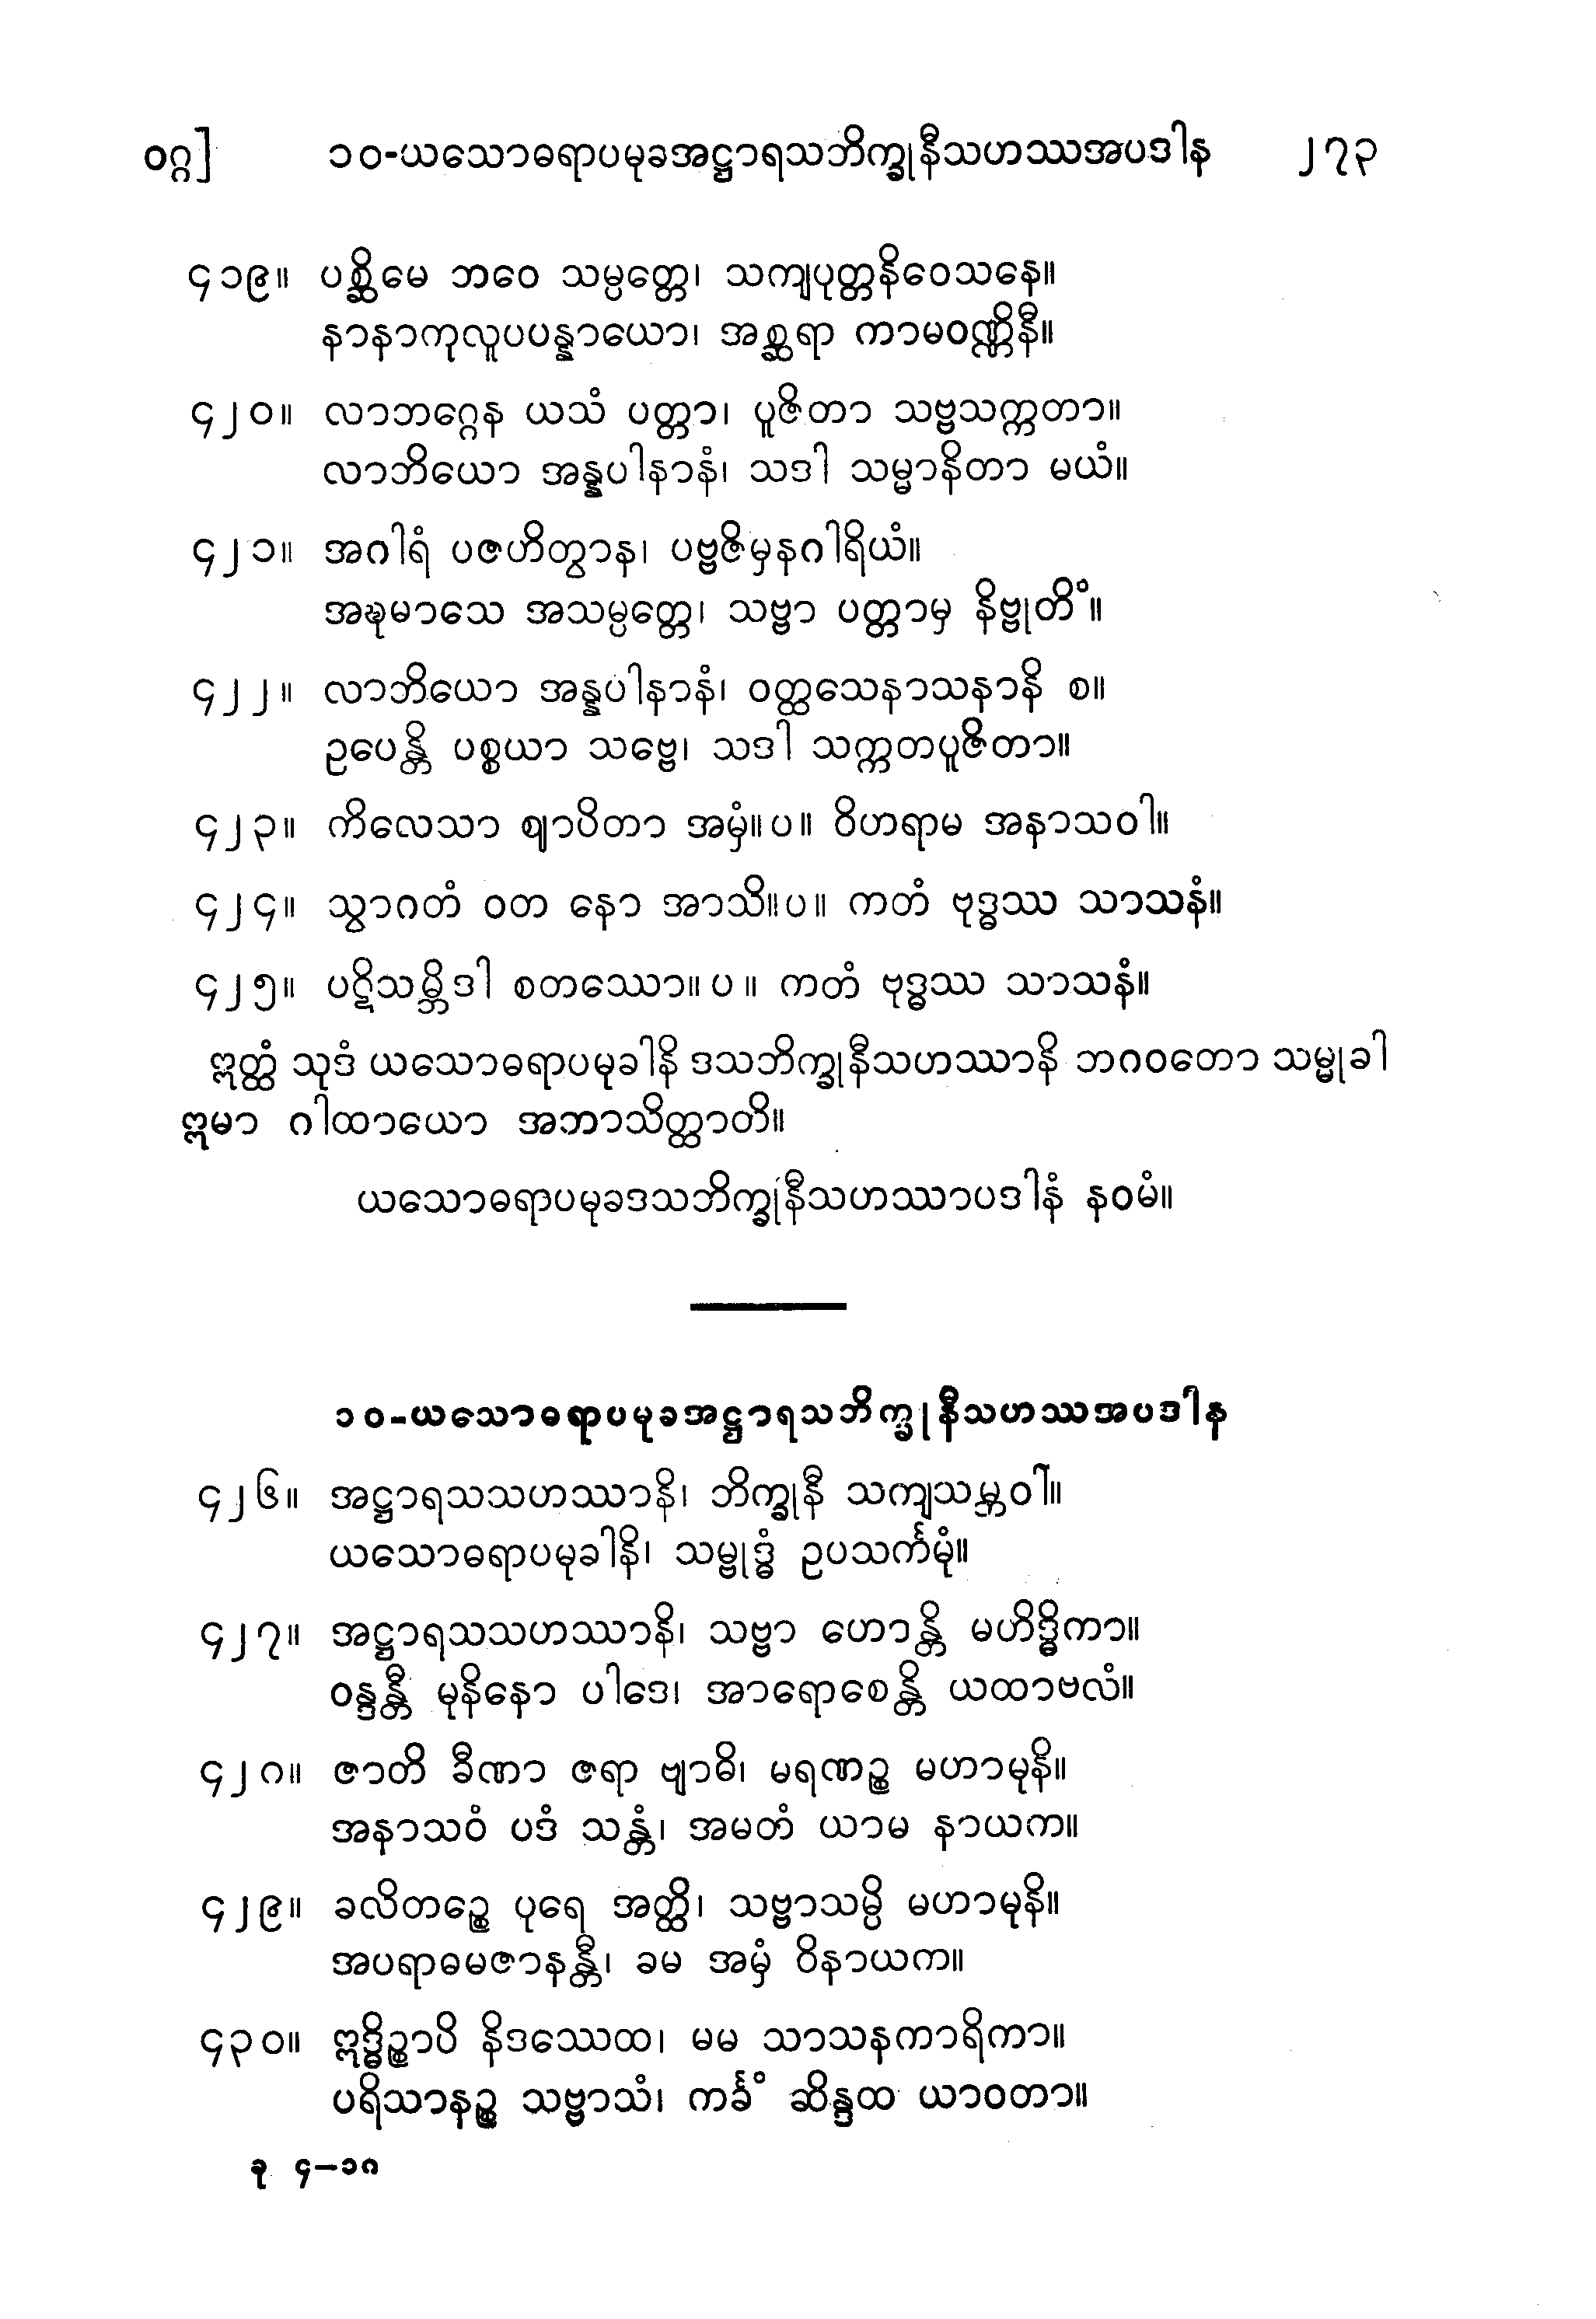 ဝဂ္ဂ] ၁၀-ယသောဓရာပမုခအဋ္ဌာရသဘိက္ခုနီသဟဿအပဒါန ၂၇၃
၄၁၉။ ပစ္ဆိမေ ဘဝေ သမ္ပတ္တေ၊ သကျပုတ္တနိဝေသနေ။
နာနာကုလူပပန္နာယော၊ အစ္ဆရာ ကာမဝဏ္ဏိနီ။
၄၂၀။ လာဘဂ္ဂေန ယသံ ပတ္တာ၊ ပူဇိတာ သဗ္ဗသက္ကတာ။
လာဘိယော အန္နပါနာနံ၊ သဒါ သမ္မာနိတာ မယံ။
၄၂၁။ အဂါရံ ပဇဟိတွာန၊ ပဗ္ဗဇိမှနဂါရိယံ။
အဍ္ဎမာသေ အသမ္ပတ္တေ၊ သဗ္ဗာ ပတ္တာမှ နိဗ္ဗုတိံ။
၄၂၂။ လာဘိယော အန္နပါနာနံ၊ ဝတ္ထသေနာသနာနိ စ။
ဥပေန္တိ ပစ္စယာ သဗ္ဗေ၊ သဒါ သက္ကတပူဇိတာ။
၄၂၃။ ကိလေသာ ဈာပိတာ အမှံ။ပ။ ဝိဟရာမ အနာသဝါ။
၄၂၄။ သွာဂတံ ဝတ နော အာသိ။ပ။ ကတံ ဗုဒ္ဓဿ သာသနံ။
၄၂၅။ ပဋိသမ္ဘိဒါ စတဿော။ပ။ ကတံ ဗုဒ္ဓဿ သာသနံ။
ဣတ္ထံ သုဒံ ယသောဓရာပမုခါနိ ဒသဘိက္ခုနီသဟဿာနိ ဘဂဝတော သမ္မုခါ
ဣမာ ဂါထာယော အဘာသိတ္ထာတိ။
ယသောဓရာပမုခဒသဘိက္ခုနီသဟဿာပဒါနံ နဝမံ။
၁၀-ယသောဓရာပမုခအဋ္ဌာရသဘိက္ခုနီသဟဿအပဒါန
၄၂၆။ အဋ္ဌာရသသဟဿာနိ၊ ဘိက္ခုနီ သကျသမ္ဘဝါ။
ယသောဓရာပမုခါနိ၊ သမ္ဗုဒ္ဓံ ဥပသင်္ကမုံ။
၄၂၇။ အဋ္ဌာရသသဟဿာနိ၊ သဗ္ဗာ ဟောန္တိ မဟိဒ္ဓိကာ။
ဝန္ဒန္တီ မုနိနော ပါဒေ၊ အာရောစေန္တိ ယထာဗလံ။
၄၂၈။ ဇာတိ ခီဏာ ဇရာ ဗျာဓိ၊ မရဏဉ္စ မဟာမုနိ။
အနာသဝံ ပဒံ သန္တံ၊ အမတံ ယာမ နာယက။
၄၂၉။ ခလိတဉ္စေ ပုရေ အတ္ထိ၊ သဗ္ဗာသမ္ပိ မဟာမုနိ။
အပရာဓမဇာနန္တီ၊ ခမ အမှံ ဝိနာယက။
၄၃၀။ ဣဒ္ဓိဉ္စာပိ နိဒဿေထ၊ မမ သာသနကာရိကာ။
ပရိသာနဉ္စ သဗ္ဗာသံ၊ ကင်္ခံ ဆိန္ဒထ ယာဝတာ။
ခု ၄–၁၈